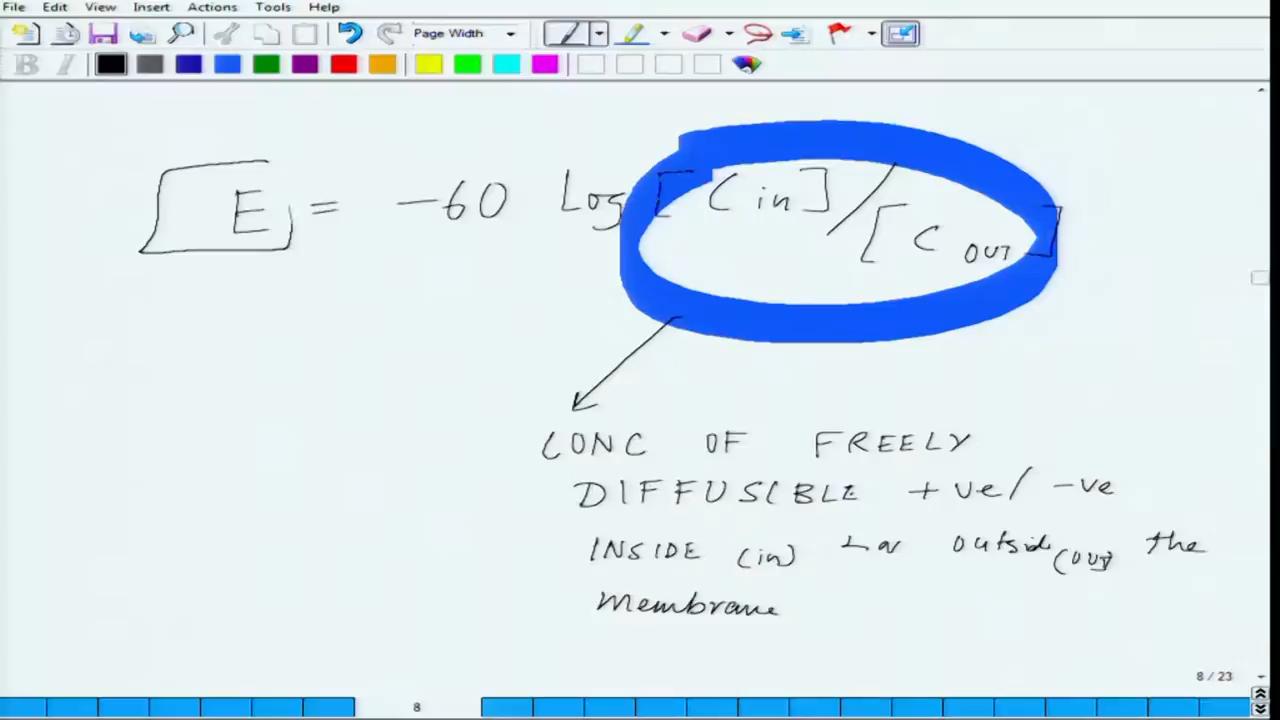 File Edit View Insert Actions Tools Help
Page Width
E = -60 Log [C in] / [C OUT]
CONC OF FREELY
DIFFUSIBLE +ve/ -ve
INSIDE (in) outside (OUT) the
membrane
8 / 23
8